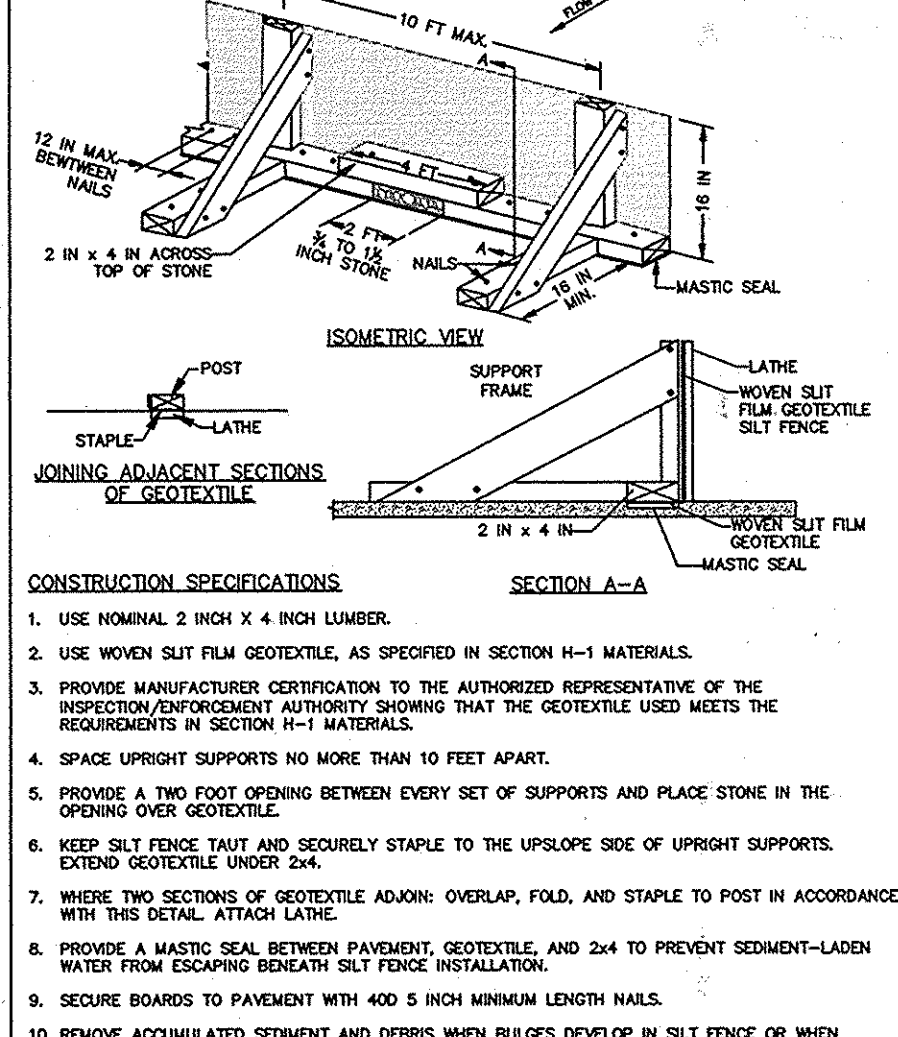 FLOW
10 FT MAX.
A
12 IN MAX.
BEWTWEEN
NAILS
4 FT
16 IN
2 IN x 4 IN ACROSS
TOP OF STONE
2 FT
¾ TO 1½
INCH STONE
A
NAILS
16 IN
MIN.
MASTIC SEAL
ISOMETRIC VIEW
POST
STAPLE
LATHE
JOINING ADJACENT SECTIONS
OF GEOTEXTILE
SUPPORT
FRAME
LATHE
WOVEN SLIT
FILM GEOTEXTILE
SILT FENCE
2 IN x 4 IN
WOVEN SLIT FILM
GEOTEXTILE
MASTIC SEAL
CONSTRUCTION SPECIFICATIONS
SECTION A-A
1. USE NOMINAL 2 INCH X 4 INCH LUMBER.
2. USE WOVEN SLIT FILM GEOTEXTILE, AS SPECIFIED IN SECTION H-1 MATERIALS.
3. PROVIDE MANUFACTURER CERTIFICATION TO THE AUTHORIZED REPRESENTATIVE OF THE
INSPECTION/ENFORCEMENT AUTHORITY SHOWING THAT THE GEOTEXTILE USED MEETS THE
REQUIREMENTS IN SECTION H-1 MATERIALS.
4. SPACE UPRIGHT SUPPORTS NO MORE THAN 10 FEET APART.
5. PROVIDE A TWO FOOT OPENING BETWEEN EVERY SET OF SUPPORTS AND PLACE STONE IN THE
OPENING OVER GEOTEXTILE.
6. KEEP SILT FENCE TAUT AND SECURELY STAPLE TO THE UPSLOPE SIDE OF UPRIGHT SUPPORTS.
EXTEND GEOTEXTILE UNDER 2x4.
7. WHERE TWO SECTIONS OF GEOTEXTILE ADJOIN: OVERLAP, FOLD, AND STAPLE TO POST IN ACCORDANCE
WITH THIS DETAIL. ATTACH LATHE.
8. PROVIDE A MASTIC SEAL BETWEEN PAVEMENT, GEOTEXTILE, AND 2x4 TO PREVENT SEDIMENT-LADEN
WATER FROM ESCAPING BENEATH SILT FENCE INSTALLATION.
9. SECURE BOARDS TO PAVEMENT WITH 40D 5 INCH MINIMUM LENGTH NAILS.
10. REMOVE ACCUMULATED SEDIMENT AND DEBRIS WHEN BULGES DEVELOP IN SILT FENCE OR WHEN